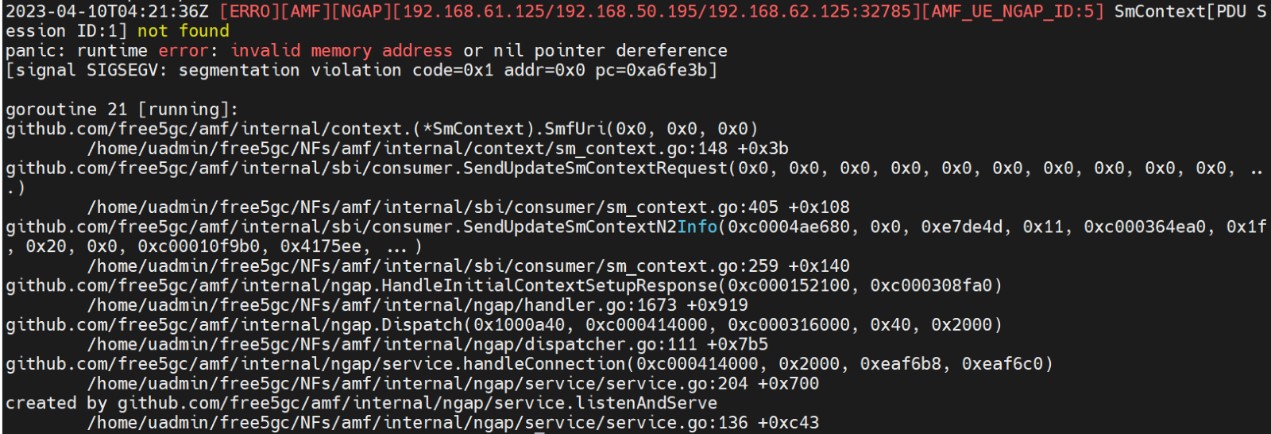 2023-04-10T04:21:36Z [ERRO][AMF][NGAP][192.168.61.125/192.168.50.195/192.168.62.125:32785][AMF_UE_NGAP_ID:5] SmContext[PDU S
ession ID:1] not found
panic: runtime error: invalid memory address or nil pointer dereference
[signal SIGSEGV: segmentation violation code=0x1 addr=0x0 pc=0xa6fe3b]
goroutine 21 [running]:
github.com/free5gc/amf/internal/context.(*SmContext).SmfUri(0x0, 0x0, 0x0)
/home/uadmin/free5gc/NFs/amf/internal/context/sm_context.go:148 +0x3b
github.com/free5gc/amf/internal/sbi/consumer.SendUpdateSmContextRequest(0x0, 0x0, 0x0, 0x0, 0x0, 0x0, 0x0, 0x0, 0x0, 0x0, ..
.)
/home/uadmin/free5gc/NFs/amf/internal/sbi/consumer/sm_context.go:405 +0x108
github.com/free5gc/amf/internal/sbi/consumer.SendUpdateSmContextN2Info(0xc0004ae680, 0x0, 0xe7de4d, 0x11, 0xc000364ea0, 0x1f
, 0x20, 0x0, 0xc00010f9b0, 0x4175ee, ...)
/home/uadmin/free5gc/NFs/amf/internal/sbi/consumer/sm_context.go:259 +0x140
github.com/free5gc/amf/internal/ngap.HandleInitialContextSetupResponse(0xc000152100, 0xc000308fa0)
/home/uadmin/free5gc/NFs/amf/internal/ngap/handler.go:1673 +0x919
github.com/free5gc/amf/internal/ngap.Dispatch(0x1000a40, 0xc000414000, 0xc000316000, 0x40, 0x2000)
/home/uadmin/free5gc/NFs/amf/internal/ngap/dispatcher.go:111 +0x7b5
github.com/free5gc/amf/internal/ngap/service.handleConnection(0xc000414000, 0x2000, 0xeaf6b8, 0xeaf6c0)
/home/uadmin/free5gc/NFs/amf/internal/ngap/service/service.go:204 +0x700
created by github.com/free5gc/amf/internal/ngap/service.listenAndServe
/home/uadmin/free5gc/NFs/amf/internal/ngap/service/service.go:136 +0xc43